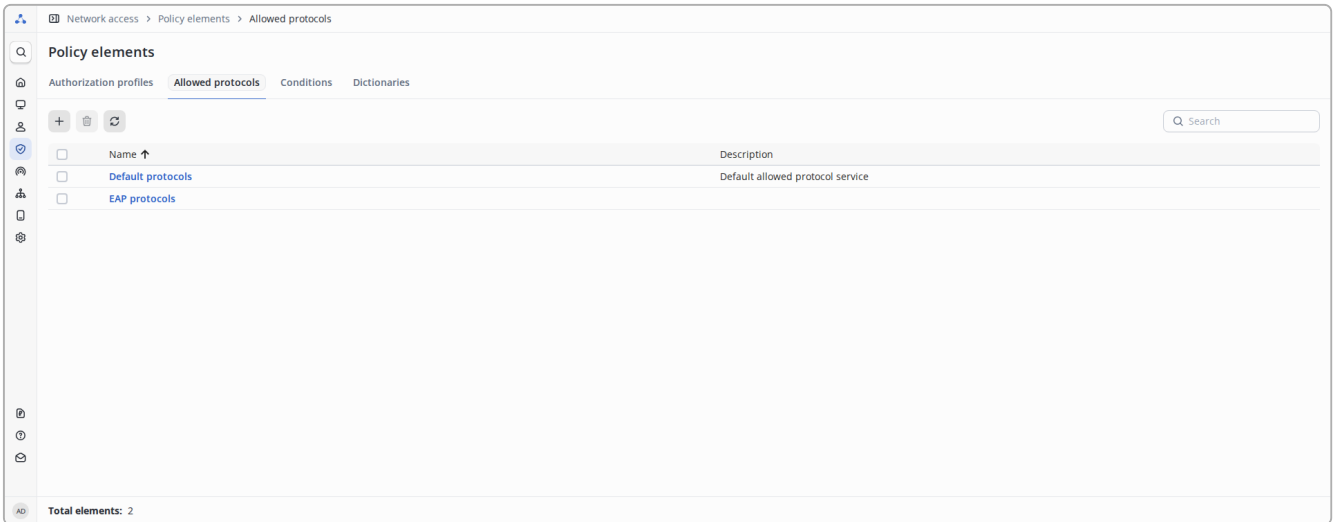 Network access > Policy elements > Allowed protocols
Policy elements
Authorization profiles Allowed protocols Conditions Dictionaries
Search
Name Description
Default protocols Default allowed protocol service
EAP protocols
AD Total elements: 2